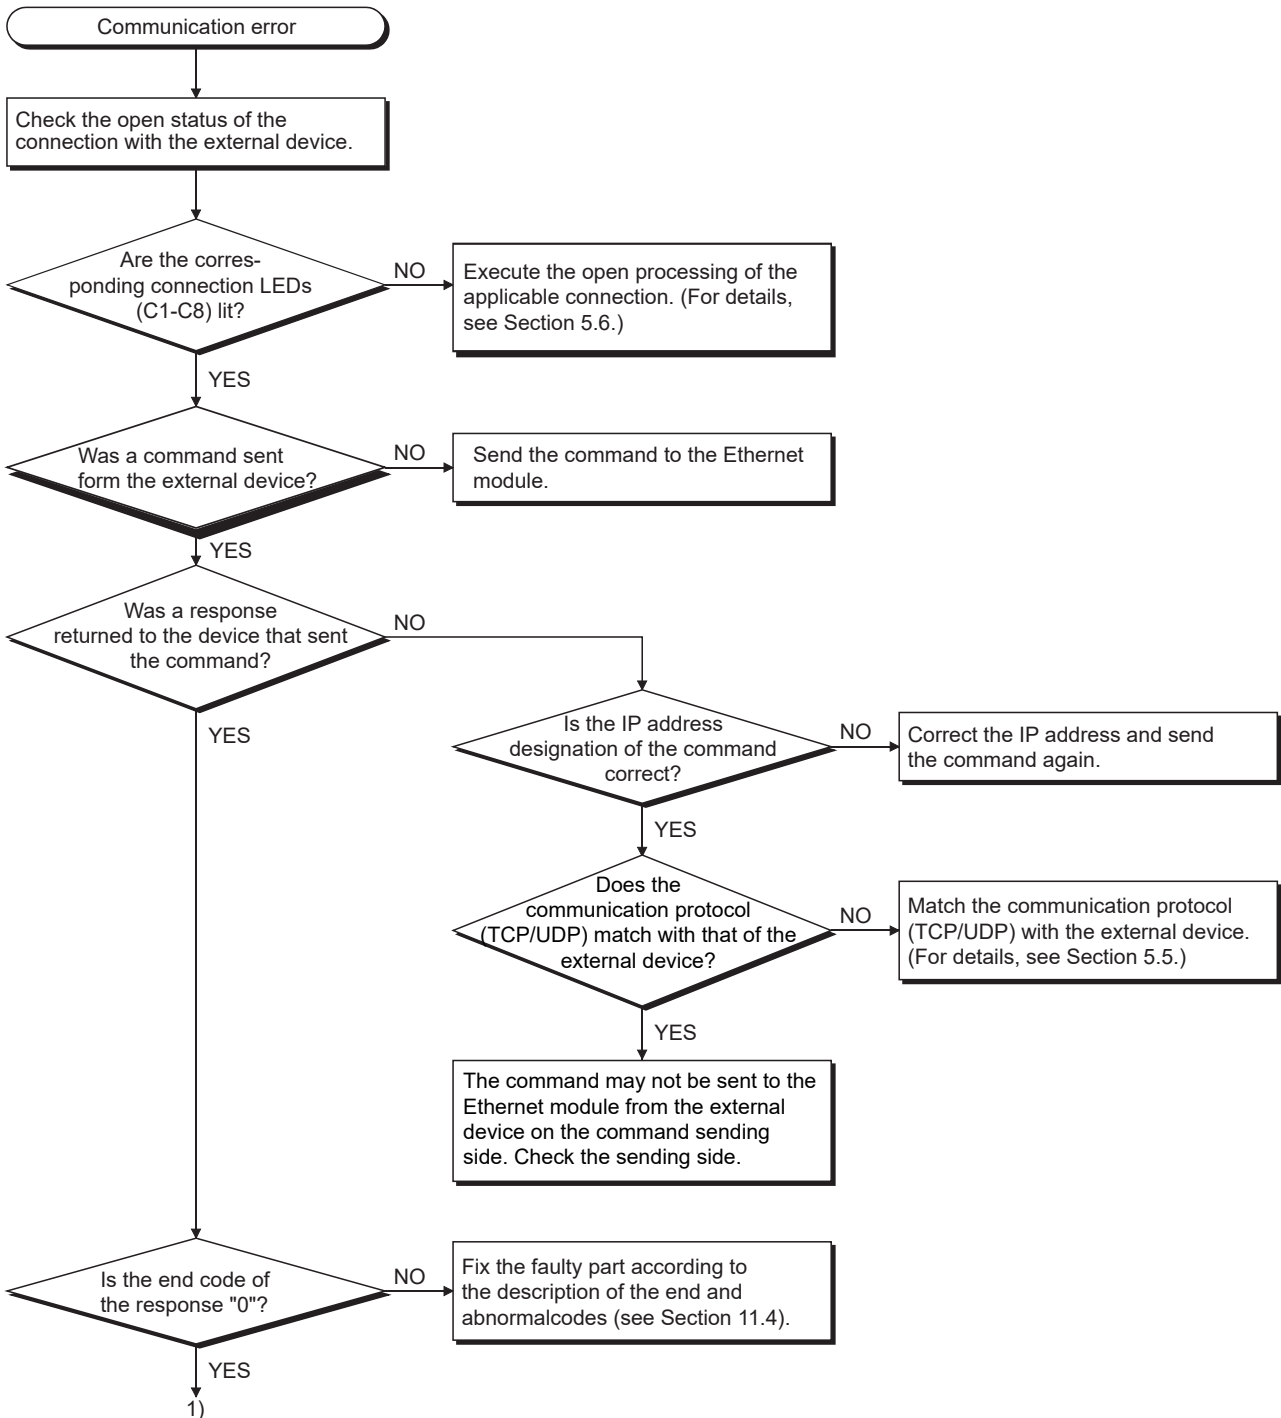 Communication error
Check the open status of the
connection with the external device.
Are the corres-
ponding connection LEDs
(C1-C8) lit?
NO
Execute the open processing of the
applicable connection. (For details,
see Section 5.6.)
YES
Was a command sent
form the external device?
NO
Send the command to the Ethernet
module.
YES
Was a response
returned to the device that sent
the command?
NO
YES
Is the IP address
designation of the command
correct?
NO
Correct the IP address and send
the command again.
YES
Does the
communication protocol
(TCP/UDP) match with that of the
external device?
NO
Match the communication protocol
(TCP/UDP) with the external device.
(For details, see Section 5.5.)
YES
The command may not be sent to the
Ethernet module from the external
device on the command sending
side. Check the sending side.
Is the end code of
the response "0"?
NO
Fix the faulty part according to
the description of the end and
abnormalcodes (see Section 11.4).
YES
1)